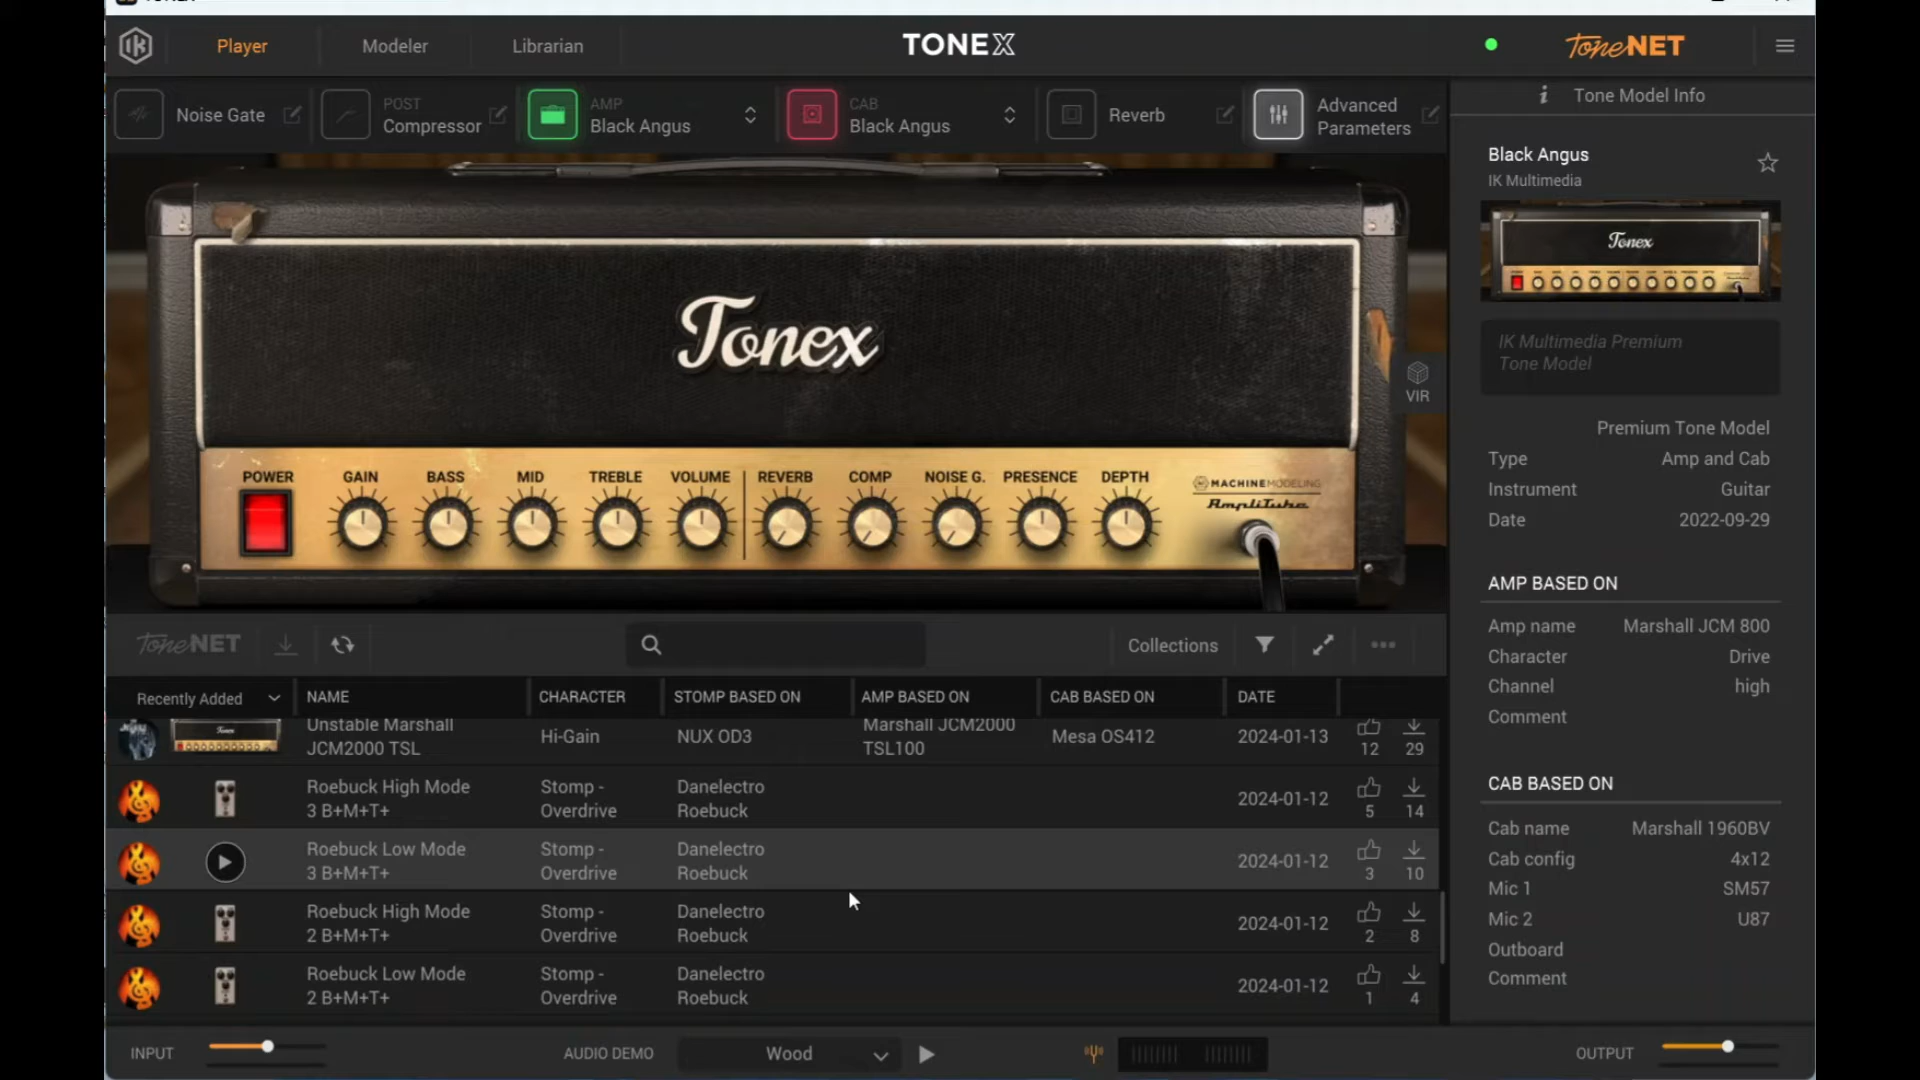 Player
Modeler
Librarian
TONEX
ToneNET
Noise Gate
POST
Compressor
AMP
Black Angus
CAB
Black Angus
Reverb
Advanced
Parameters
i Tone Model Info
Black Angus
IK Multimedia
Tonex
IK Multimedia Premium
Tone Model
Tonex
VIR
POWER GAIN BASS MID TREBLE VOLUME REVERB COMP NOISE G. PRESENCE DEPTH
MACHINEMODELING
AmpliTube
Premium Tone Model
Type Amp and Cab
Instrument Guitar
Date 2022-09-29
AMP BASED ON
Amp name Marshall JCM 800
Character Drive
Channel high
Comment
CAB BASED ON
Cab name Marshall 1960BV
Cab config 4x12
Mic 1 SM57
Mic 2 U87
Outboard
Comment
ToneNET
Collections
Recently Added NAME CHARACTER STOMP BASED ON AMP BASED ON CAB BASED ON DATE
Unstable Marshall
JCM2000 TSL
Hi-Gain
NUX OD3
Marshall JCM2000
TSL100
Mesa OS412
2024-01-13
12 29
Roebuck High Mode
3 B+M+T+
Stomp -
Overdrive
Danelectro
Roebuck
2024-01-12
5 14
Roebuck Low Mode
3 B+M+T+
Stomp -
Overdrive
Danelectro
Roebuck
2024-01-12
3 10
Roebuck High Mode
2 B+M+T+
Stomp -
Overdrive
Danelectro
Roebuck
2024-01-12
2 8
Roebuck Low Mode
2 B+M+T+
Stomp -
Overdrive
Danelectro
Roebuck
2024-01-12
1 4
INPUT
AUDIO DEMO
Wood
OUTPUT